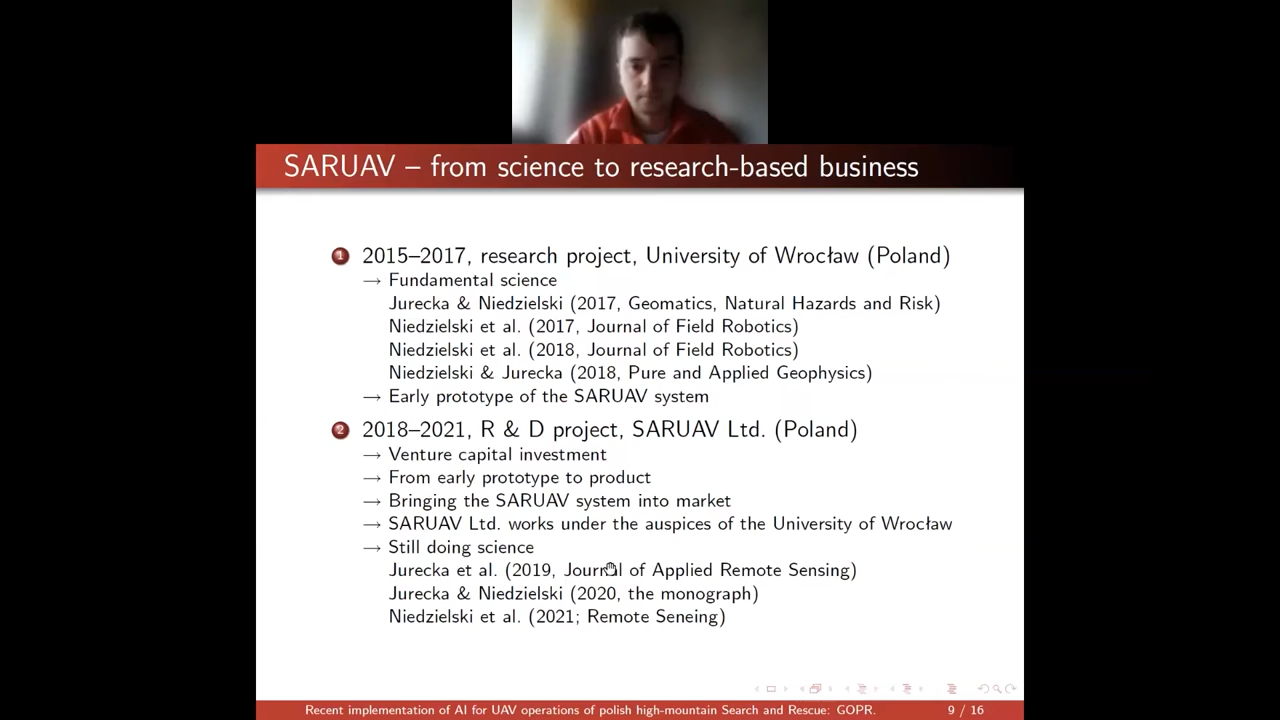 SARUAV – from science to research-based business
1 2015–2017, research project, University of Wrocław (Poland)
→ Fundamental science
Jurecka & Niedzielski (2017, Geomatics, Natural Hazards and Risk)
Niedzielski et al. (2017, Journal of Field Robotics)
Niedzielski et al. (2018, Journal of Field Robotics)
Niedzielski & Jurecka (2018, Pure and Applied Geophysics)
→ Early prototype of the SARUAV system
2 2018–2021, R & D project, SARUAV Ltd. (Poland)
→ Venture capital investment
→ From early prototype to product
→ Bringing the SARUAV system into market
→ SARUAV Ltd. works under the auspices of the University of Wrocław
→ Still doing science
Jurecka et al. (2019, Journal of Applied Remote Sensing)
Jurecka & Niedzielski (2020, the monograph)
Niedzielski et al. (2021; Remote Seneing)
Recent implementation of AI for UAV operations of polish high-mountain Search and Rescue: GOPR. 9 / 16